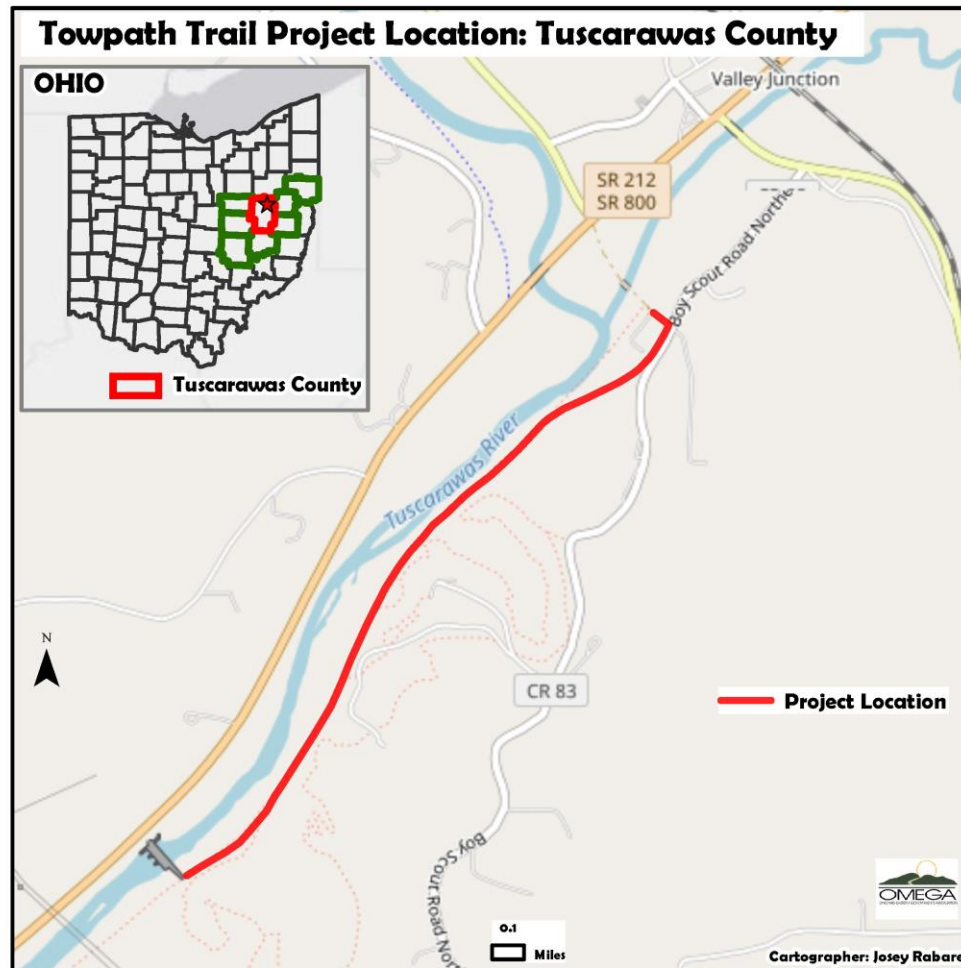 Towpath Trail Project Location: Tuscarawas County
OHIO
Tuscarawas County
Valley Junction
SR 212
SR 800
Boy Scout Road Northe
Tuscarawas River
N
CR 83
Project Location
Boy Scout Road North
OMEGA
0.1
Miles
Cartographer: Josey Rabare